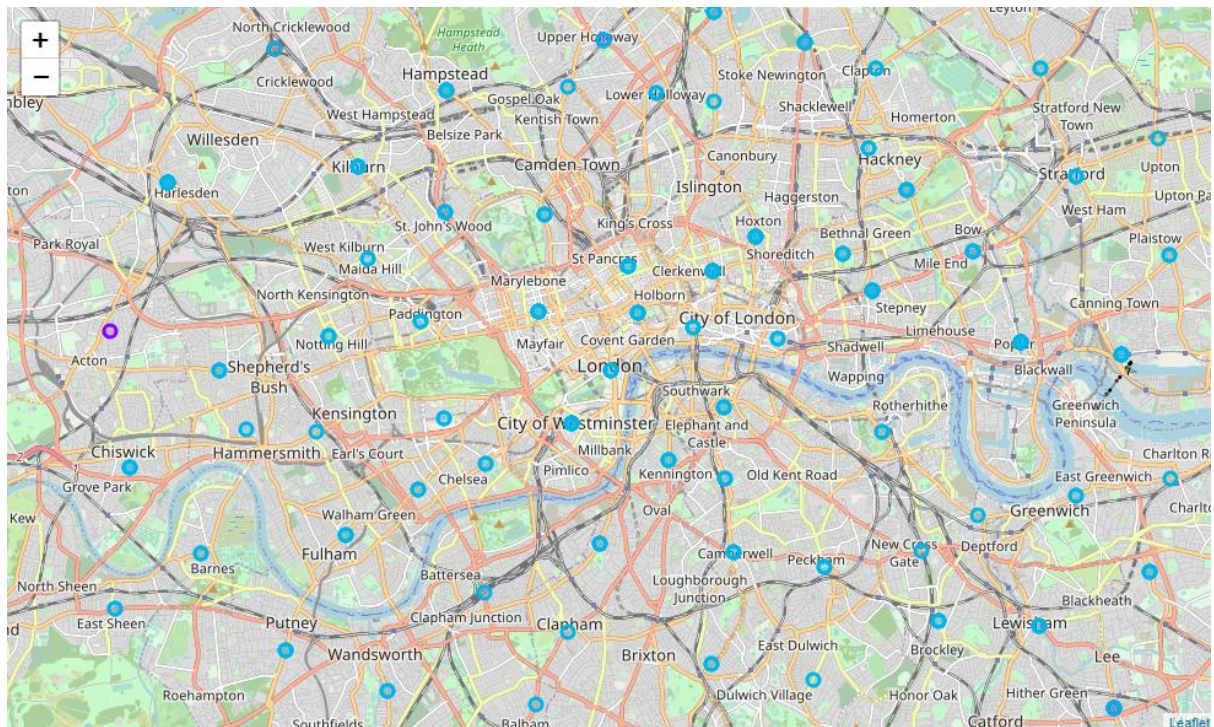 +
−
North Cricklewood
Hampstead
Heath
Upper Holloway
Leyton
Cricklewood
Hampstead
Stoke Newington
Clapton
Gospel Oak
Lower Holloway
mbley
West Hampstead
Kentish Town
Shacklewell
Stratford New
Town
Willesden
Belsize Park
Homerton
Kilburn
Camden Town
Canonbury
Hackney
Upton
Harlesden
Islington
Stratford
Haggerston
Upton Pa
St. John's Wood
King's Cross
Hoxton
West Ham
Park Royal
West Kilburn
Maida Hill
St Pancras
Clerkenwell
Shoreditch
Bethnal Green
Bow
Mile End
Plaistow
Marylebone
North Kensington
Holborn
Canning Town
Paddington
City of London
Stepney
Limehouse
Notting Hill
Mayfair
Covent Garden
Shadwell
Poplar
Acton
Shepherd's
Bush
London
Blackwall
Wapping
Southwark
Rotherhithe
Greenwich
Peninsula
Kensington
City of Westminster
Elephant and
Castle
Chiswick
Hammersmith
Earl's Court
Millbank
Charlton Ri
Grove Park
Chelsea
Pimlico
Kennington
Old Kent Road
East Greenwich
Kew
Walham Green
Oval
Greenwich
Charlto
Fulham
Camberwell
Peckham
New Cross
Gate
Deptford
North Sheen
Barnes
Battersea
Loughborough
Junction
Blackheath
East Sheen
Putney
Clapham Junction
Clapham
Lewisham
Wandsworth
Brixton
East Dulwich
Brockley
Lee
Roehampton
Dulwich Village
Honor Oak
Hither Green
Southfields
Balham
Catford
Leaflet